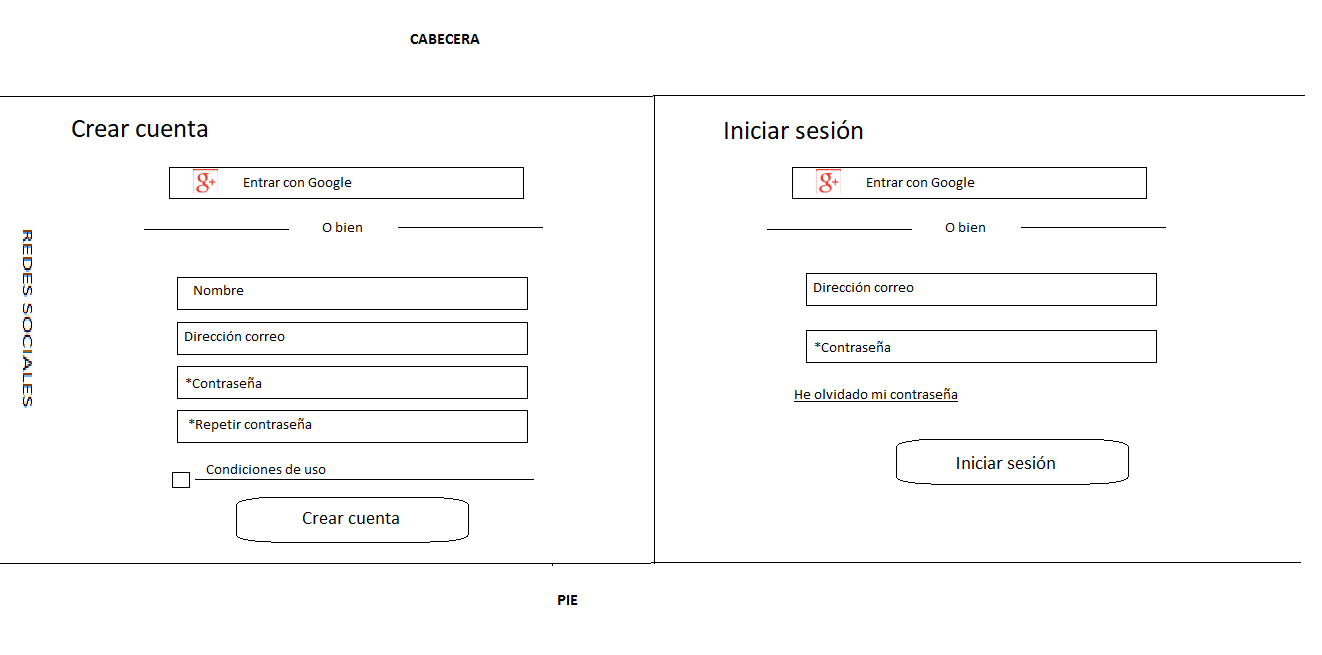 CABECERA
Crear cuenta
g+ Entrar con Google
O bien
Nombre
Dirección correo
*Contraseña
*Repetir contraseña
Condiciones de uso
Crear cuenta
REDES SOCIALES
Iniciar sesión
g+ Entrar con Google
O bien
Dirección correo
*Contraseña
He olvidado mi contraseña
Iniciar sesión
PIE